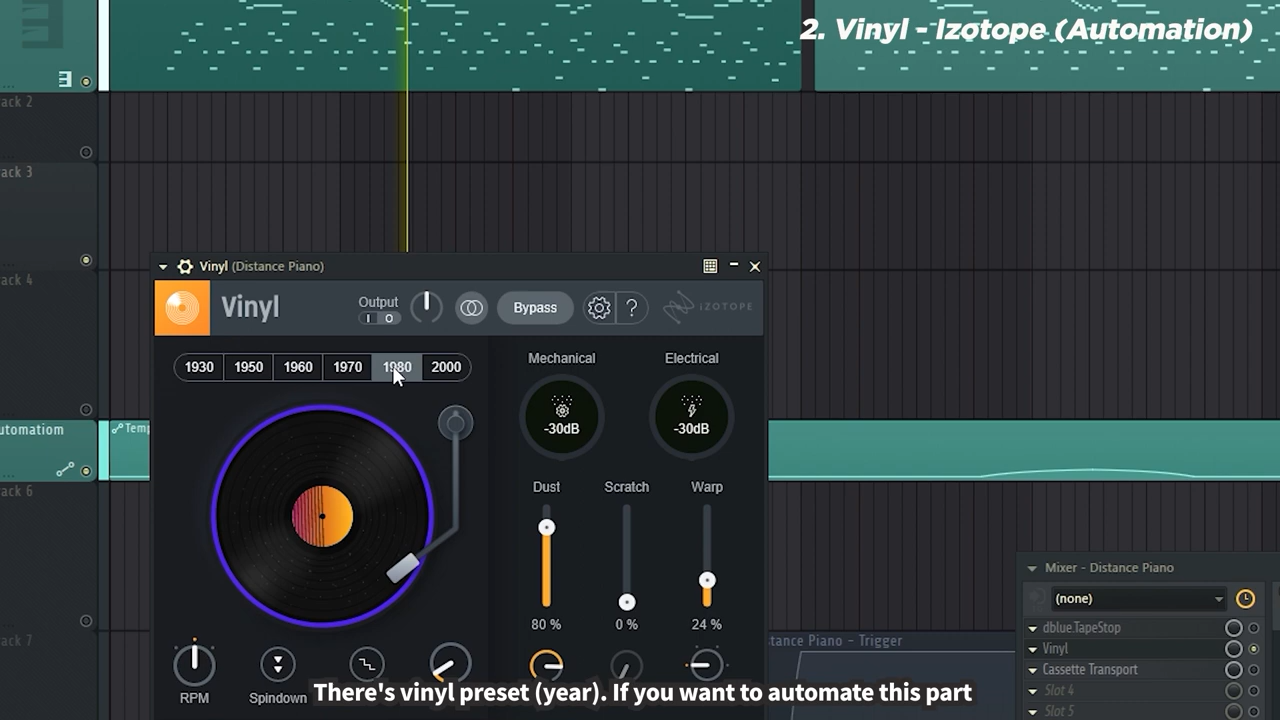 2. Vinyl - Izotope (Automation)
ack 2
ack 3
ack 4
utomatiom
Temp
ack 6
ack 7
Vinyl (Distance Piano)
Vinyl
Output
I O
Bypass
?
iZOTOPE
1930 1950 1960 1970 1980 2000
Mechanical Electrical
-30dB -30dB
Dust Scratch Warp
80 % 0 % 24 %
RPM Spindown
tance Piano - Trigger
Mixer - Distance Piano
(none)
dblue.TapeStop
Vinyl
Cassette Transport
Slot 4
Slot 5
There's vinyl preset (year). If you want to automate this part